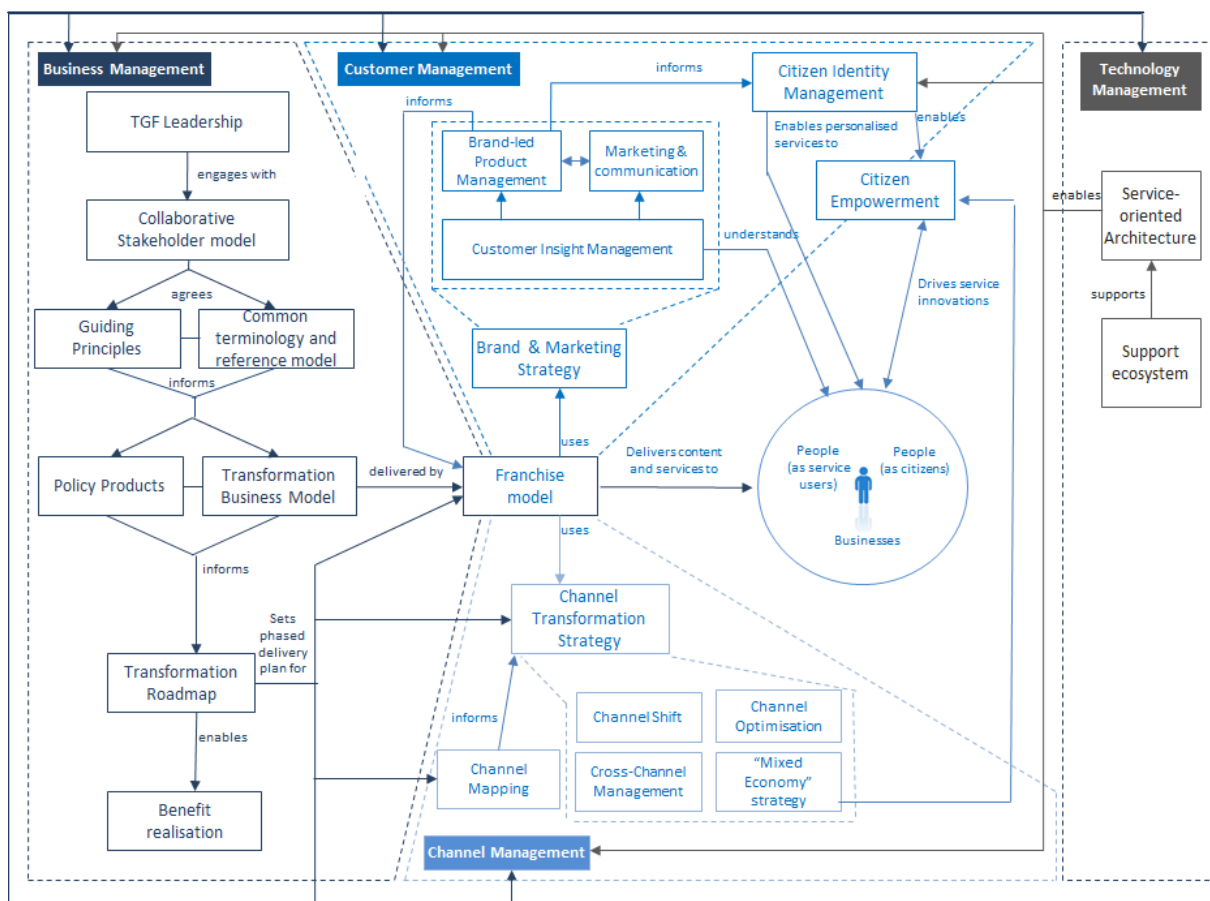 Business Management
Customer Management
Technology
Management
TGF Leadership
engages with
Collaborative
Stakeholder model
agrees
Guiding
Principles
Common
terminology and
reference model
informs
Policy Products
Transformation
Business Model
delivered by
informs
Sets
phased
delivery
plan for
Transformation
Roadmap
enables
Benefit
realisation
informs
informs
Citizen Identity
Management
Enables personalised
services to
enables
Brand-led
Product
Management
Marketing &
communication
Citizen
Empowerment
Customer Insight Management
understands
Drives service
innovations
Brand & Marketing
Strategy
uses
Franchise
model
Delivers content
and services to
People
(as service
users)
People
(as citizens)
Businesses
uses
Channel
Transformation
Strategy
informs
Channel
Mapping
Channel Shift
Channel
Optimisation
Cross-Channel
Management
“Mixed
Economy”
strategy
Channel Management
enables
Service-
oriented
Architecture
supports
Support
ecosystem